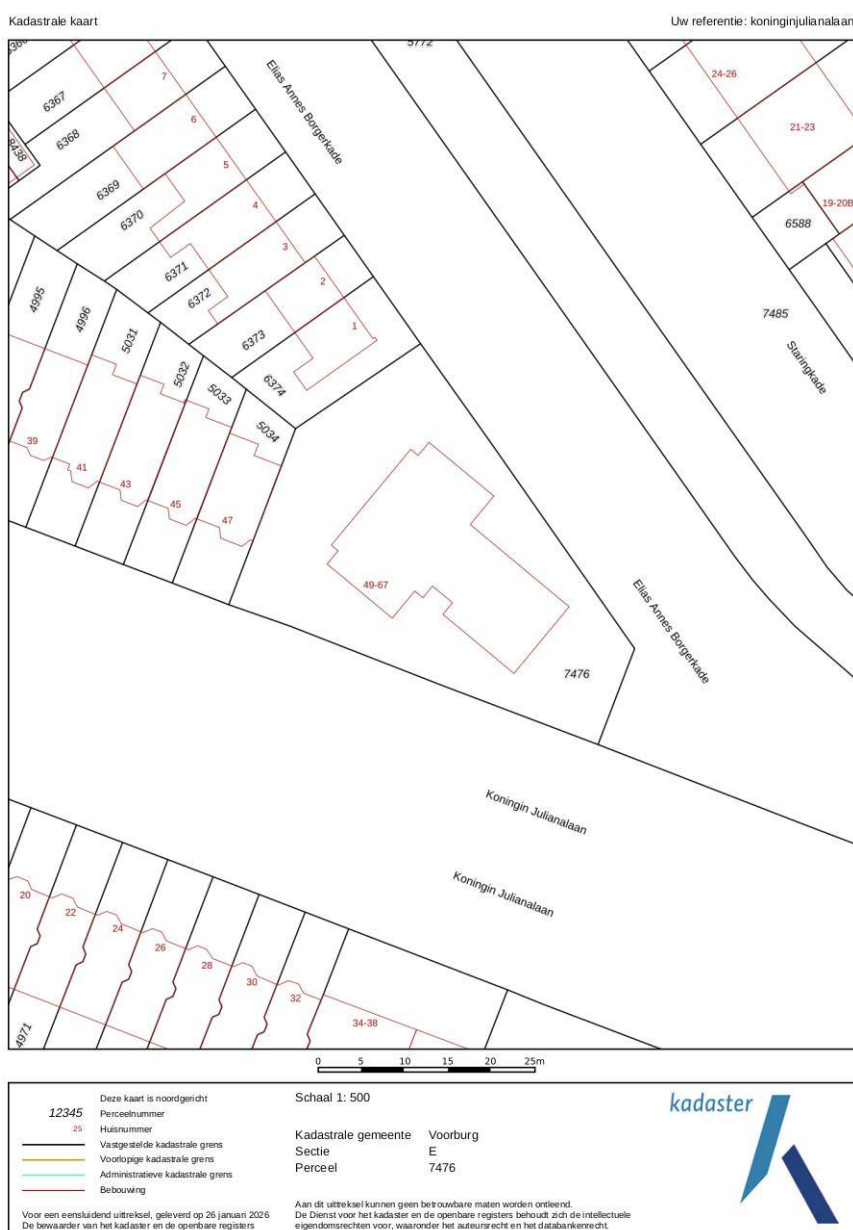 Kadastrale kaart
Uw referentie: koninginjulianalaan
5772
Elias Annes Borgerkade
7
24-26
6367
6
21-23
6368
8438
5
6369
4
19-20B
6370
6588
3
6371
2
6372
4995
1
7485
4996
5031
6373
Staringkade
5032
6374
5033
5034
39
41
43
45
47
49-67
Elias Annes Borgerkade
7476
Koningin Julianalaan
Koningin Julianalaan
20
22
24
26
28
30
32
34-38
4971
0 5 10 15 20 25m
Deze kaart is noordgericht
12345 Perceelnummer
25 Huisnummer
Vastgestelde kadastrale grens
Voorlopige kadastrale grens
Administratieve kadastrale grens
Bebouwing
Voor een eensluidend uittreksel, geleverd op 26 januari 2026
De bewaarder van het kadaster en de openbare registers
Schaal 1: 500
Kadastrale gemeente Voorburg
Sectie E
Perceel 7476
Aan dit uittreksel kunnen geen betrouwbare maten worden ontleend.
De Dienst voor het kadaster en de openbare registers behoudt zich de intellectuele
eigendomsrechten voor, waaronder het auteursrecht en het databankenrecht.
kadaster